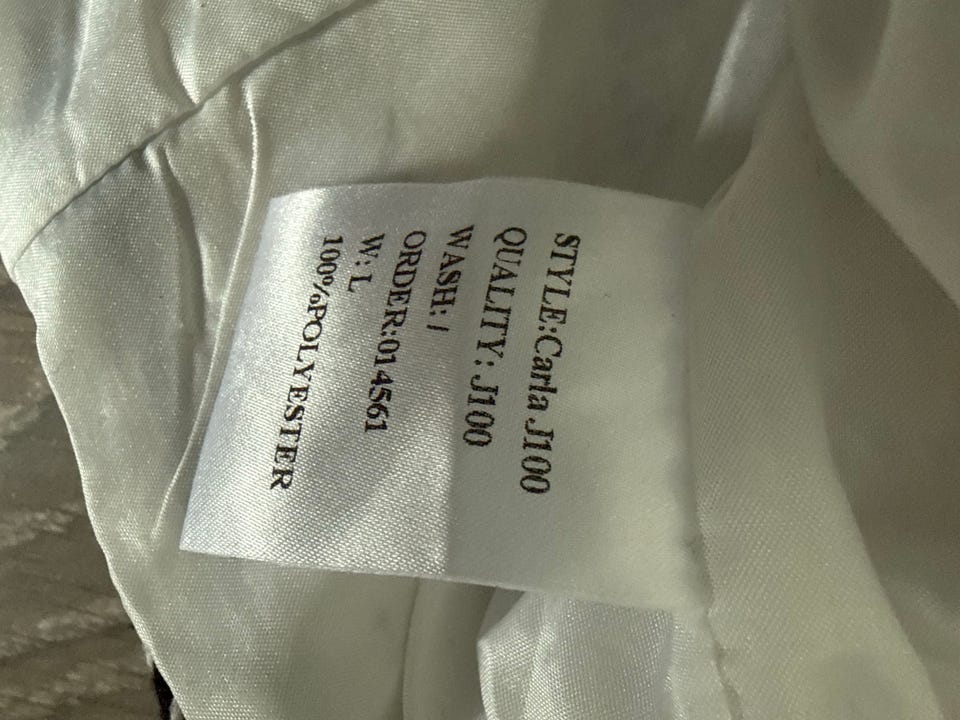 STYLE:Carla J100
QUALITY: J100
WASH: /
ORDER:014561
W: L
100%POLYESTER